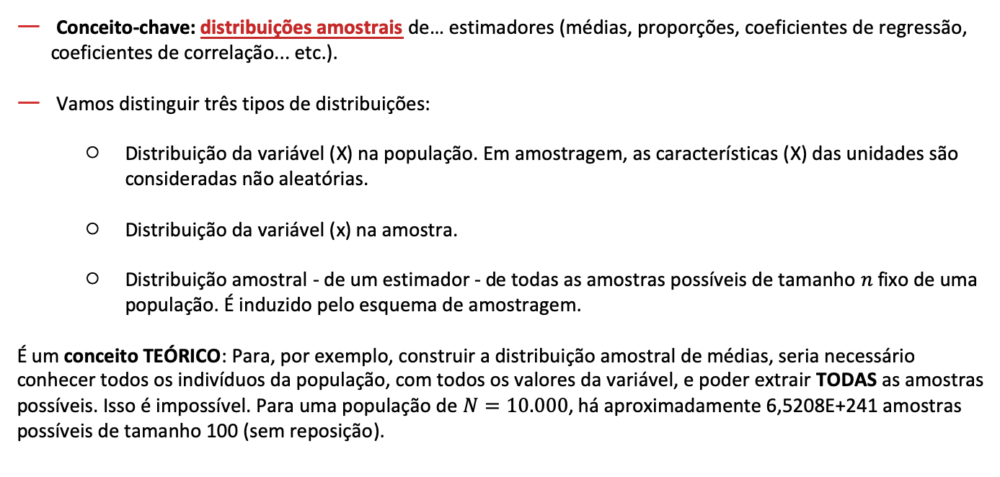 — Conceito-chave: distribuições amostrais de... estimadores (médias, proporções, coeficientes de regressão,
coeficientes de correlação... etc.).
— Vamos distinguir três tipos de distribuições:
○ Distribuição da variável (X) na população. Em amostragem, as características (X) das unidades são
consideradas não aleatórias.
○ Distribuição da variável (x) na amostra.
○ Distribuição amostral - de um estimador - de todas as amostras possíveis de tamanho n fixo de uma
população. É induzido pelo esquema de amostragem.
É um conceito TEÓRICO: Para, por exemplo, construir a distribuição amostral de médias, seria necessário
conhecer todos os indivíduos da população, com todos os valores da variável, e poder extrair TODAS as amostras
possíveis. Isso é impossível. Para uma população de N = 10.000, há aproximadamente 6,5208E+241 amostras
possíveis de tamanho 100 (sem reposição).